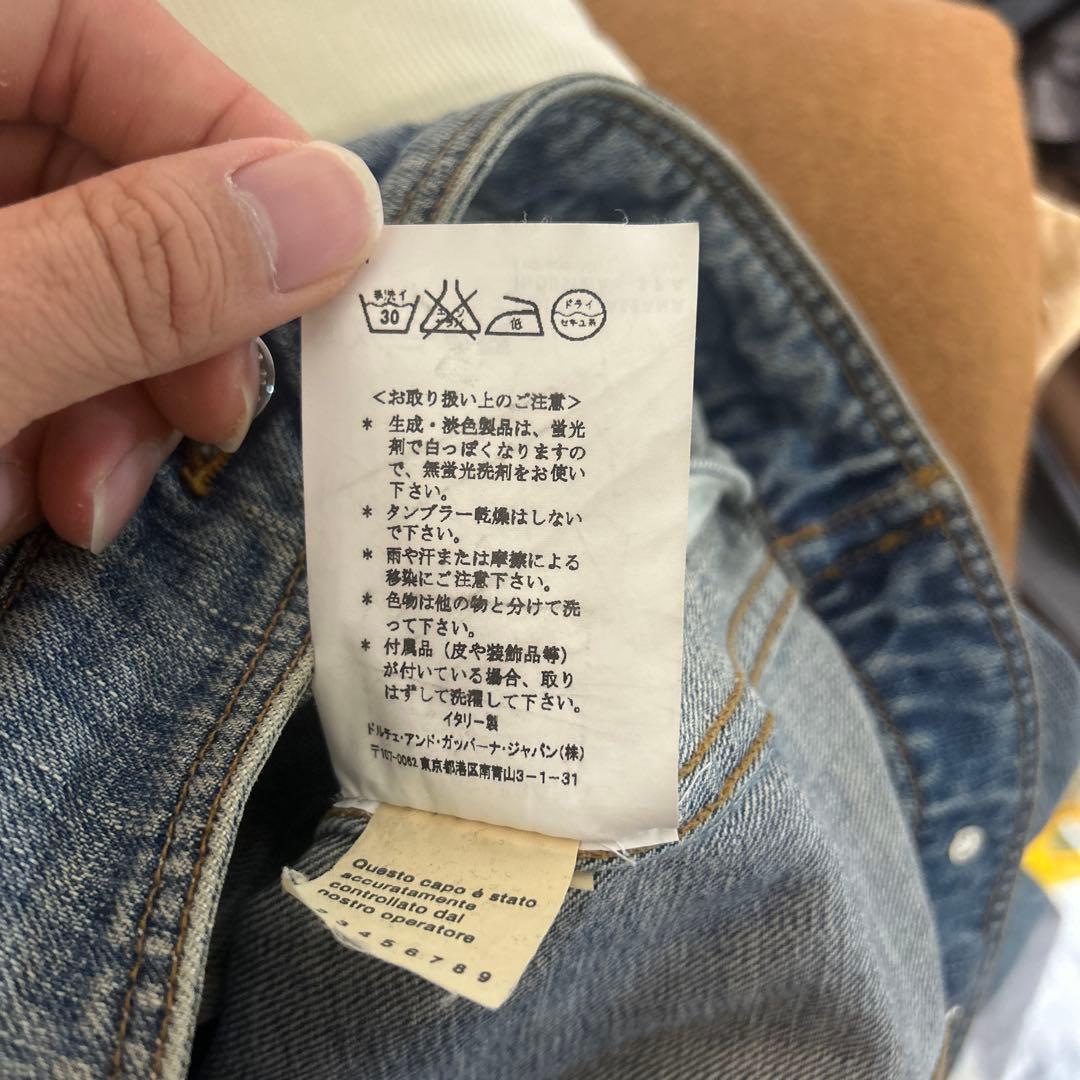 手洗イ
30
エンソ
サラシ
低
ドライ
セキユ系
<お取り扱い上のご注意>
* 生成・淡色製品は、蛍光
剤で白っぽくなりますの
で、無蛍光洗剤をお使い
下さい。
* タンブラー乾燥はしない
で下さい。
* 雨や汗または摩擦による
移染にご注意下さい。
* 色物は他の物と分けて洗
って下さい。
* 付属品（皮や装飾品等）
が付いている場合、取り
はずして洗濯して下さい。
イタリー製
ドルチェ・アンド・ガッバーナ・ジャパン(株)
〒107-0062 東京都港区南青山3-1-31
Questo capo é stato
accuratamente
controllato dal
nostro operatore
3 4 5 6 7 8 9